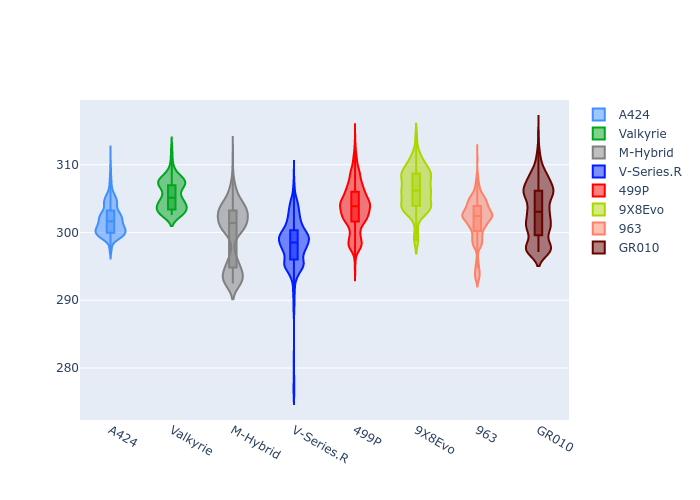 310
300
290
280
A424
Valkyrie
M-Hybrid
V-Series.R
499P
9X8Evo
963
GR010
A424
Valkyrie
M-Hybrid
V-Series.R
499P
9X8Evo
963
GR010